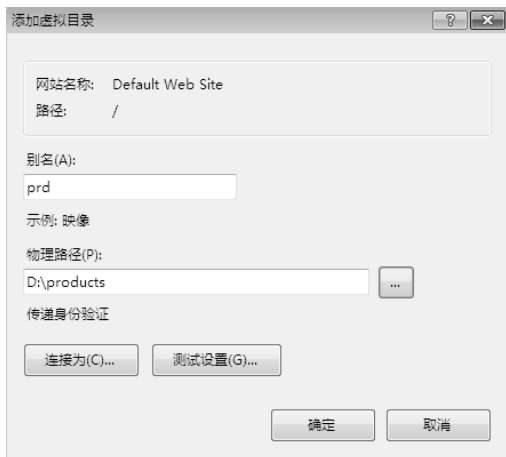 添加虚拟目录
网站名称: Default Web Site
路径: /
别名(A):
prd
示例: 映像
物理路径(P):
D:\products
...
传递身份验证
连接为(C)... 测试设置(G)...
确定 取消